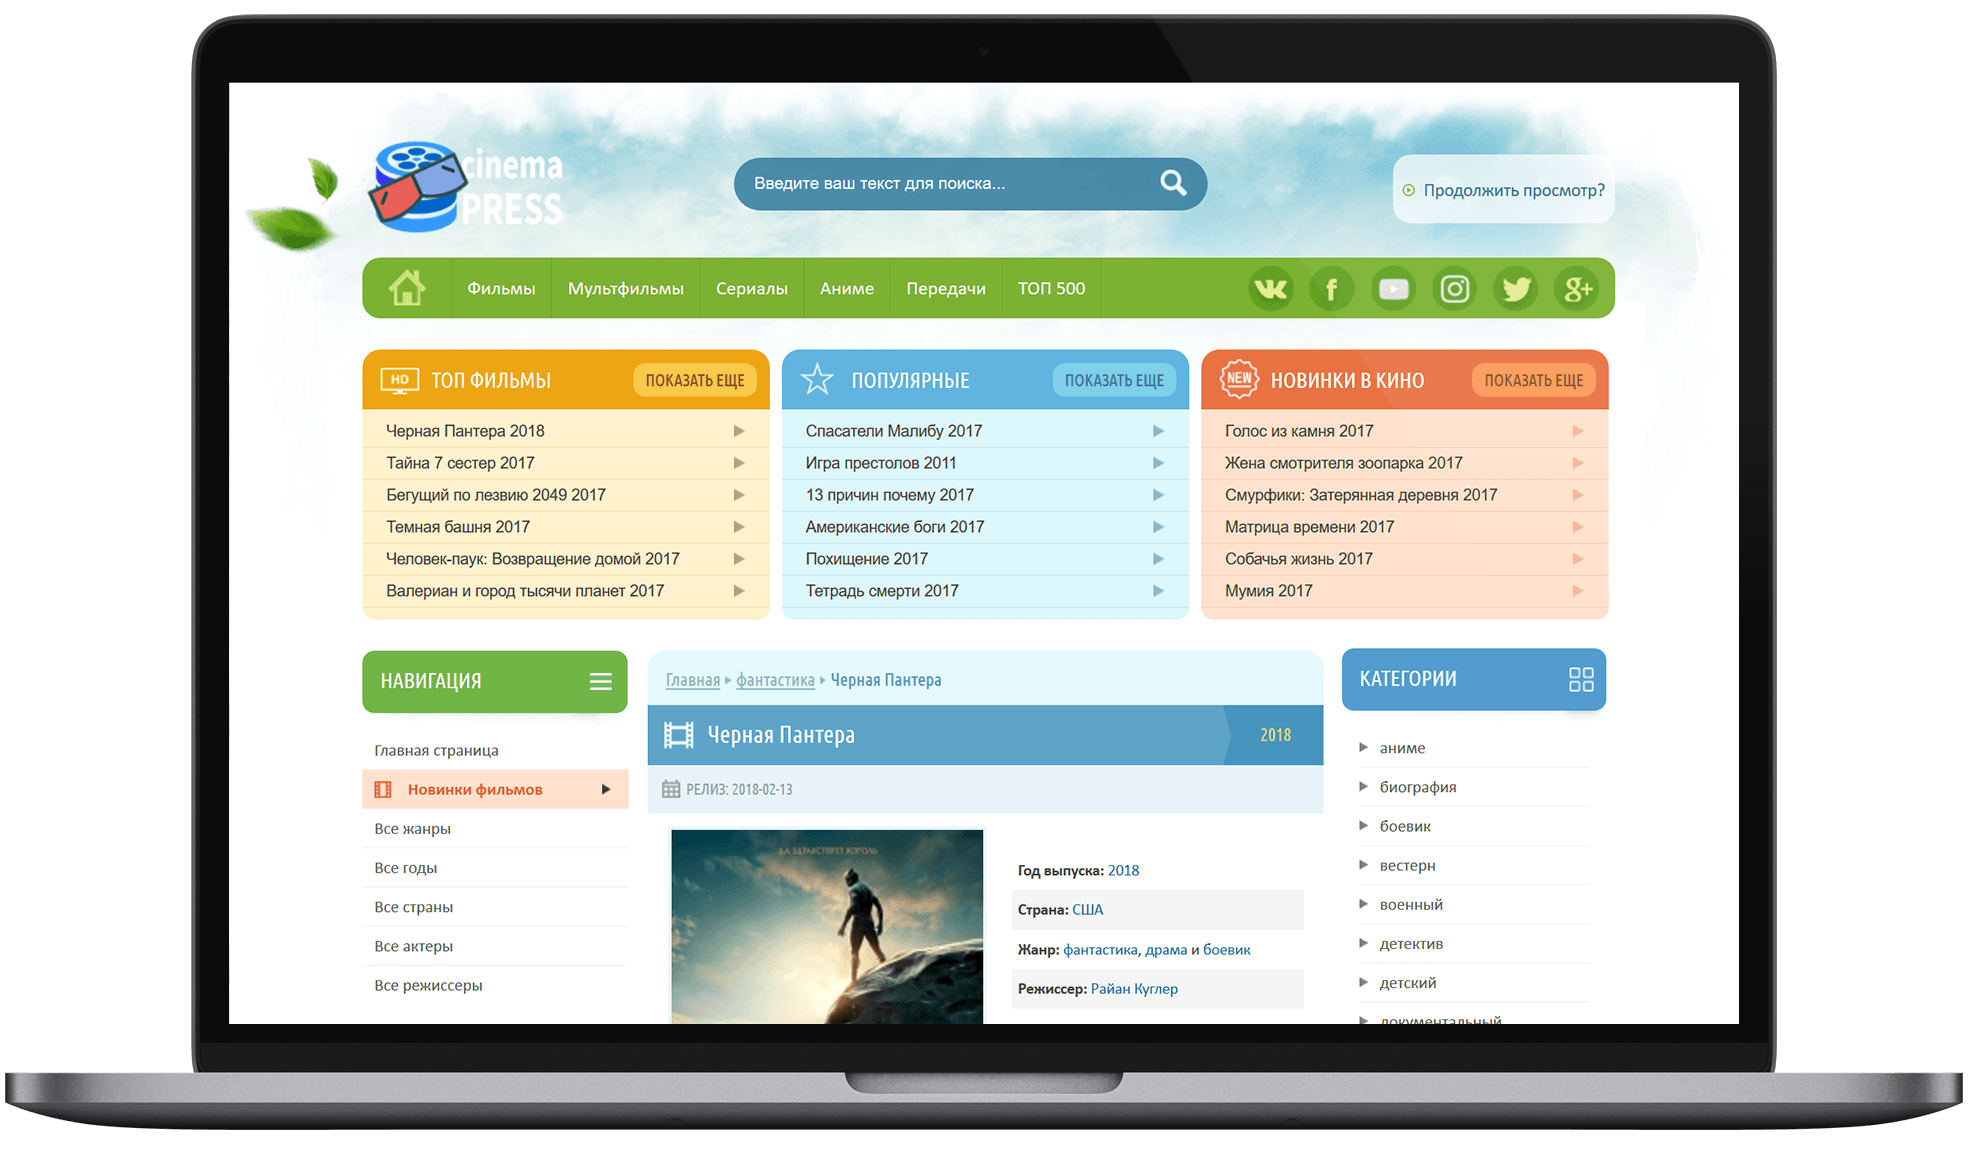 cinema
PRESS
Введите ваш текст для поиска...
Продолжить просмотр?
Фильмы Мультфильмы Сериалы Аниме Передачи ТОП 500
HD ТОП ФИЛЬМЫ ПОКАЗАТЬ ЕЩЕ
Черная Пантера 2018
Тайна 7 сестер 2017
Бегущий по лезвию 2049 2017
Темная башня 2017
Человек-паук: Возвращение домой 2017
Валериан и город тысячи планет 2017
ПОПУЛЯРНЫЕ ПОКАЗАТЬ ЕЩЕ
Спасатели Малибу 2017
Игра престолов 2011
13 причин почему 2017
Американские боги 2017
Похищение 2017
Тетрадь смерти 2017
NEW НОВИНКИ В КИНО ПОКАЗАТЬ ЕЩЕ
Голос из камня 2017
Жена смотрителя зоопарка 2017
Смурфики: Затерянная деревня 2017
Матрица времени 2017
Собачья жизнь 2017
Мумия 2017
НАВИГАЦИЯ
Главная страница
Новинки фильмов
Все жанры
Все годы
Все страны
Все актеры
Все режиссеры
Главная фантастика Черная Пантера
Черная Пантера 2018
РЕЛИЗ: 2018-02-13
ДА ЗДРАВСТВУЕТ КОРОЛЬ
Год выпуска: 2018
Страна: США
Жанр: фантастика, драма и боевик
Режиссер: Райан Куглер
КАТЕГОРИИ
аниме
биография
боевик
вестерн
военный
детектив
детский
документальный